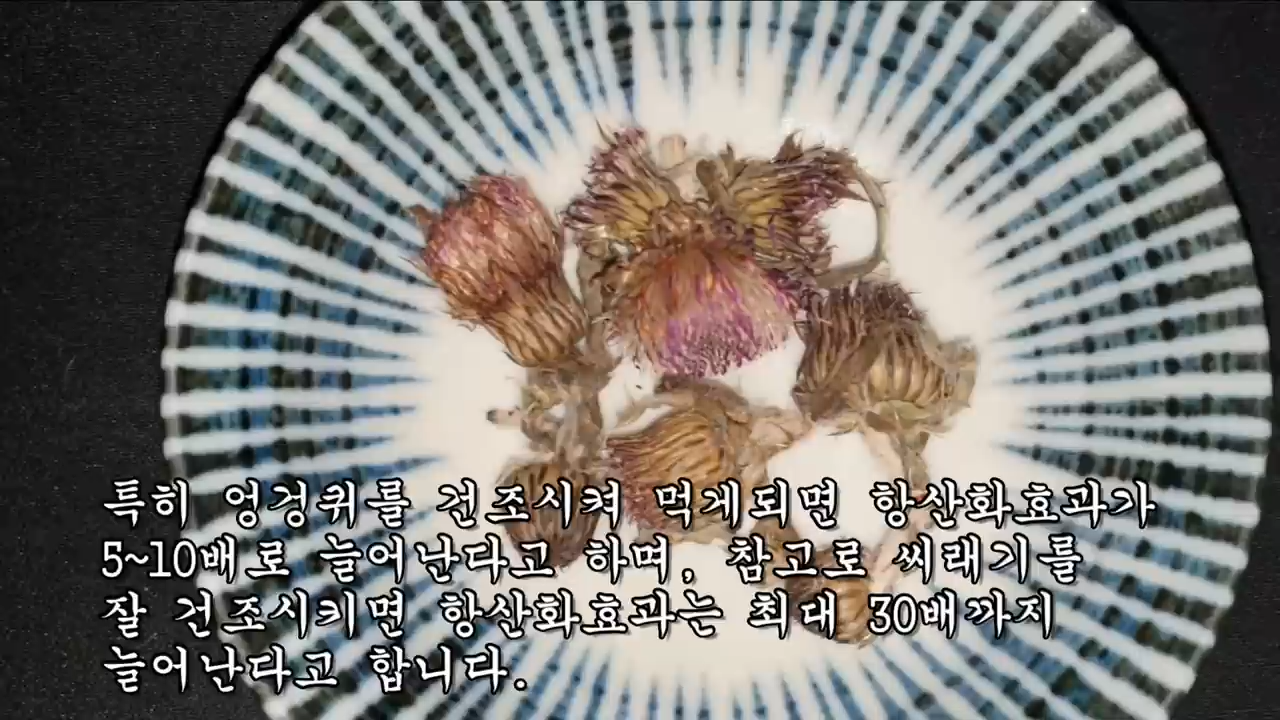 특히 엉겅퀴를 건조시켜 먹게되면 항산화효과가
5~10배로 늘어난다고 하며, 참고로 씨래기를
잘 건조시키면 항산화효과는 최대 30배까지
늘어난다고 합니다.